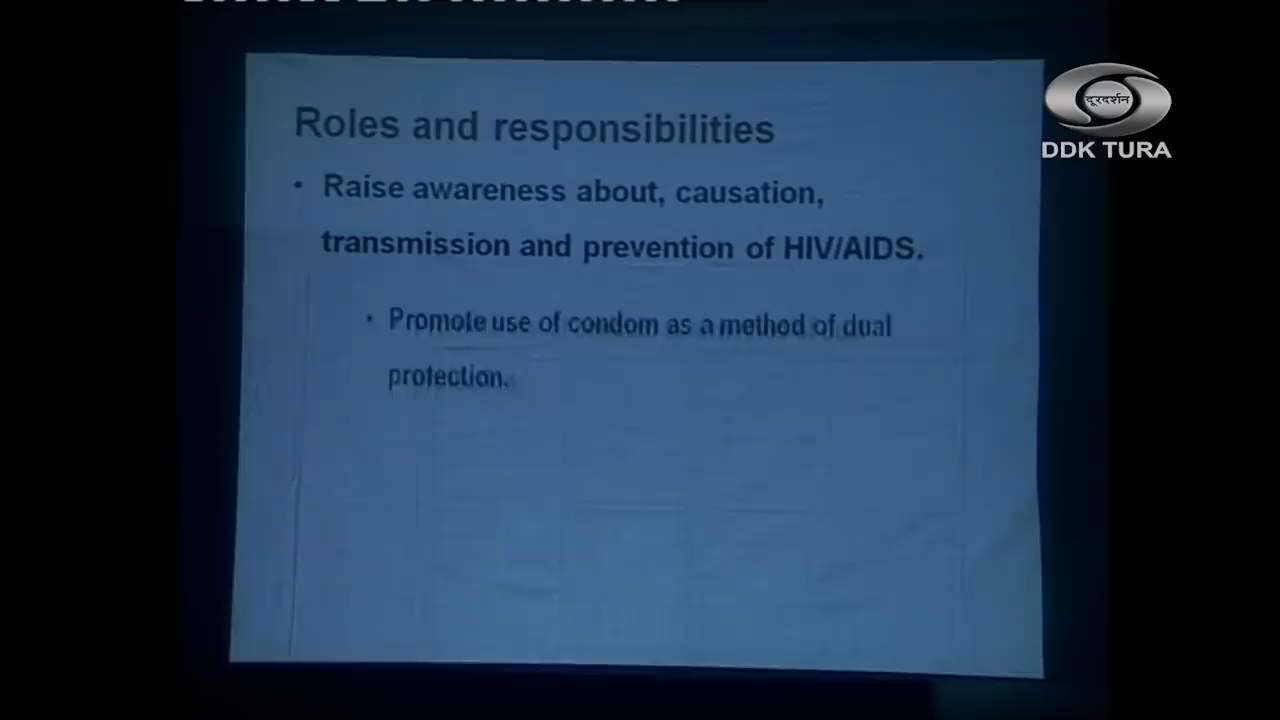 Roles and responsibilities
• Raise awareness about, causation,
transmission and prevention of HIV/AIDS.
• Promote use of condom as a method of dual
protection.
दूरदर्शन
DDK TURA